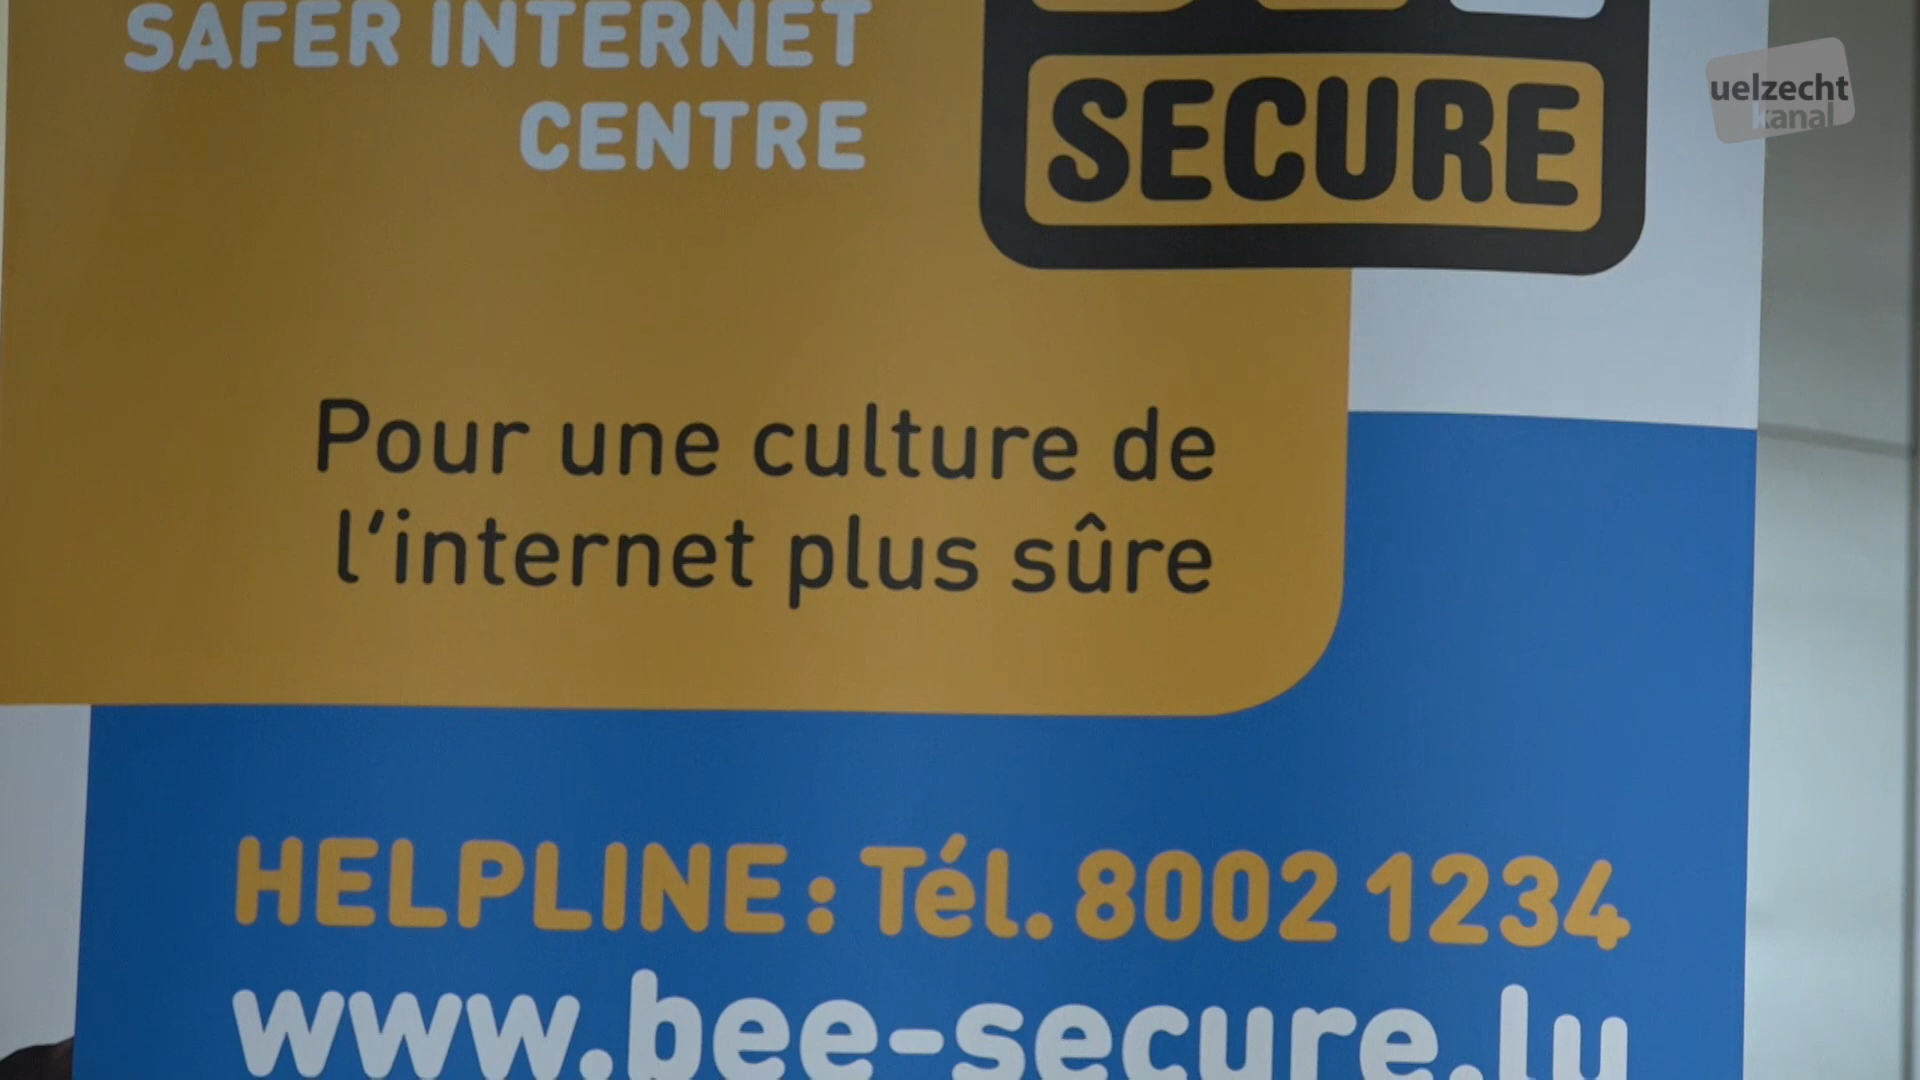 SAFER INTERNET
CENTRE
SECURE
uelzecht
kanal
Pour une culture de
l'internet plus sûre
HELPLINE : Tél. 8002 1234
www.bee-secure.lu